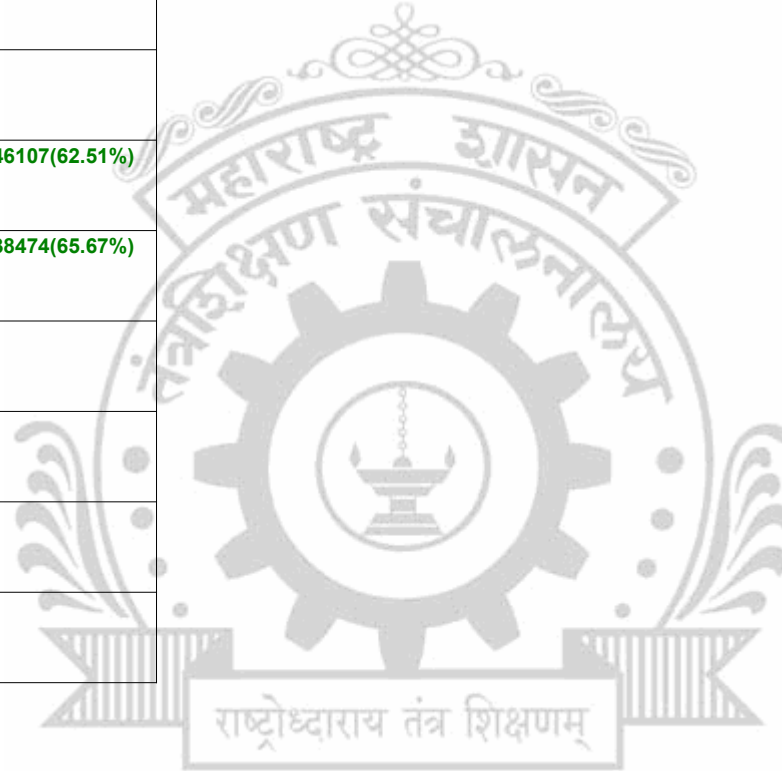 46107(62.51%)
38474(65.67%)
महाराष्ट्र शासन
तंत्रशिक्षण संचालनालय
राष्ट्रोध्दाराय तंत्र शिक्षणम्